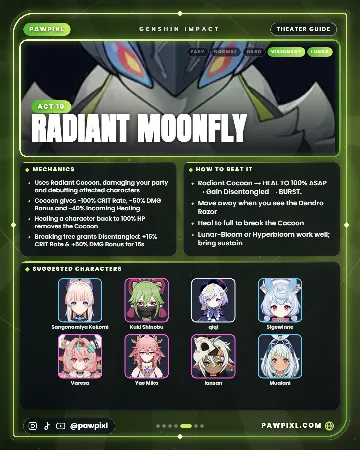 PAWPIXL
GENSHIN IMPACT
THEATER GUIDE
EASY NORMAL HARD VISIONARY LUNAR
ACT 10
RADIANT MOONFLY
MECHANICS
• Uses Radiant Cocoon, damaging your party
and debuffing affected characters
• Cocoon gives -100% CRIT Rate, -50% DMG
Bonus and -40% Incoming Healing
• Healing a character back to 100% HP
removes the Cocoon
• Breaking free grants Disentangled: +15%
CRIT Rate & +50% DMG Bonus for 15s
HOW TO BEAT IT
• Radiant Cocoon → HEAL TO 100% ASAP
→ Gain Disentangled → BURST.
• Move away when you see the Dendro
Razor
• Heal to full to break the Cocoon
• Lunar-Bloom or Hyperbloom work well;
bring sustain
SUGGESTED CHARACTERS
Sangonomiya Kokomi
Kuki Shinobu
qiqi
Sigewinne
Varesa
Yae Miko
Iansan
Mualani
@pawpixl
PAWPIXL.COM